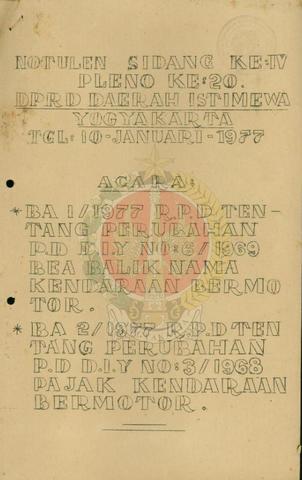 NOTULEN SIDANG KE:IV
PLENO KE:20.
DPRD DAERAH ISTIMEWA
YOGYAKARTA
TGL:10-JANUARI-1977
ACARA:
* BA 1/1977 R.P.D TEN-
TANG PERUBAHAN
P.D D.I.Y NO:6/1969
BEA BALIK NAMA
KENDARAAN BERMO
TOR.
* BA 2/1977 R.P.D TEN
TANG PERUBAHAN
P.D D.I.Y NO:3/1968
PAJAK KENDARAAN
BERMOTOR.